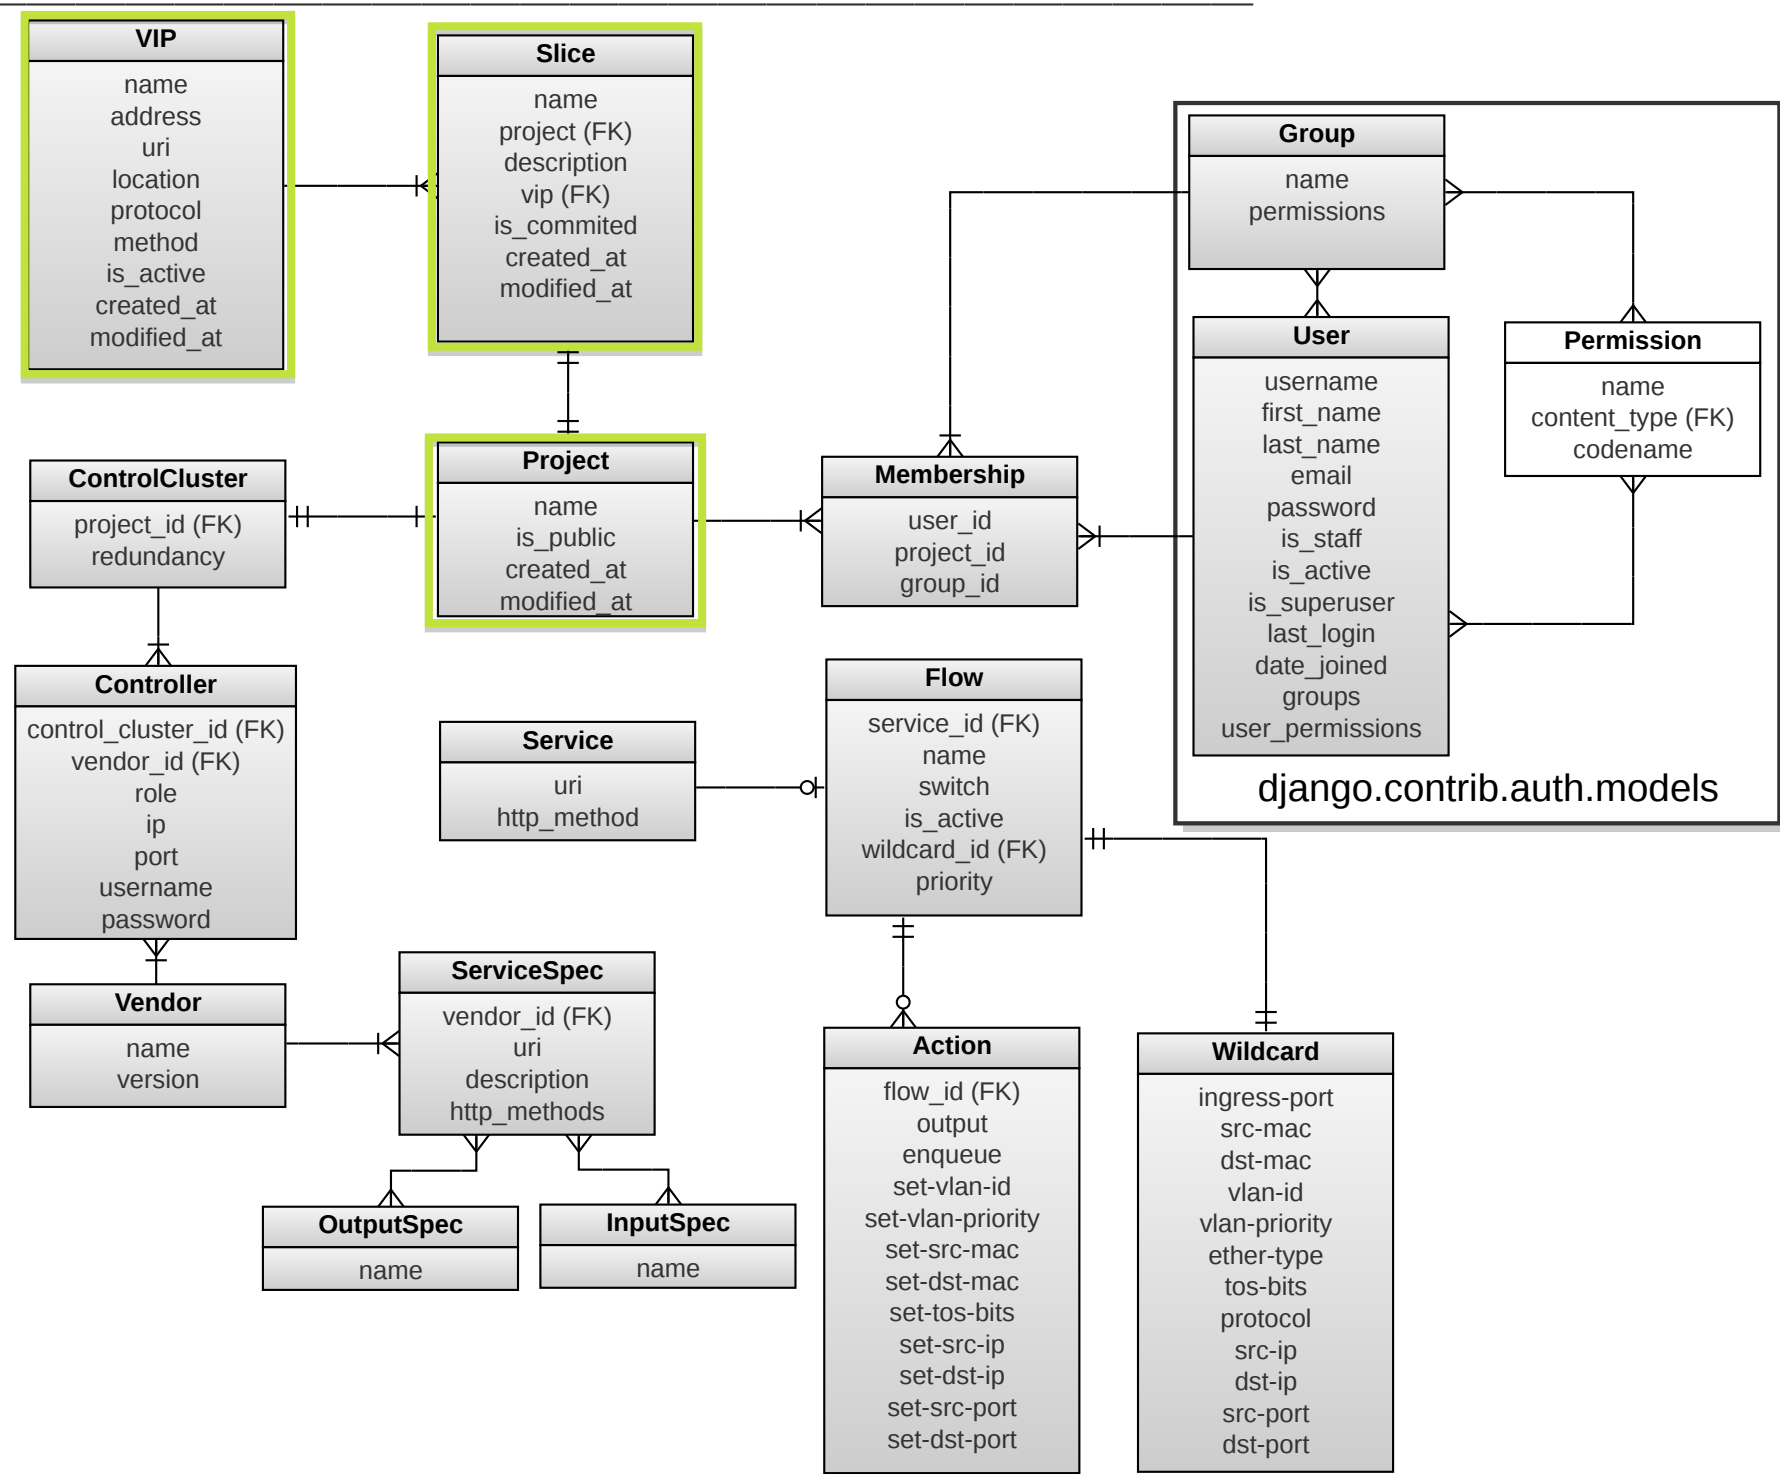 VIP
name
address
uri
location
protocol
method
is_active
created_at
modified_at
Slice
name
project (FK)
description
vip (FK)
is_commited
created_at
modified_at
Group
name
permissions
User
username
first_name
last_name
email
password
is_staff
is_active
is_superuser
last_login
date_joined
groups
user_permissions
Permission
name
content_type (FK)
codename
django.contrib.auth.models
ControlCluster
project_id (FK)
redundancy
Project
name
is_public
created_at
modified_at
Membership
user_id
project_id
group_id
Controller
control_cluster_id (FK)
vendor_id (FK)
role
ip
port
username
password
Service
uri
http_method
Flow
service_id (FK)
name
switch
is_active
wildcard_id (FK)
priority
Vendor
name
version
ServiceSpec
vendor_id (FK)
uri
description
http_methods
OutputSpec
name
InputSpec
name
Action
flow_id (FK)
output
enqueue
set-vlan-id
set-vlan-priority
set-src-mac
set-dst-mac
set-tos-bits
set-src-ip
set-dst-ip
set-src-port
set-dst-port
Wildcard
ingress-port
src-mac
dst-mac
vlan-id
vlan-priority
ether-type
tos-bits
protocol
src-ip
dst-ip
src-port
dst-port